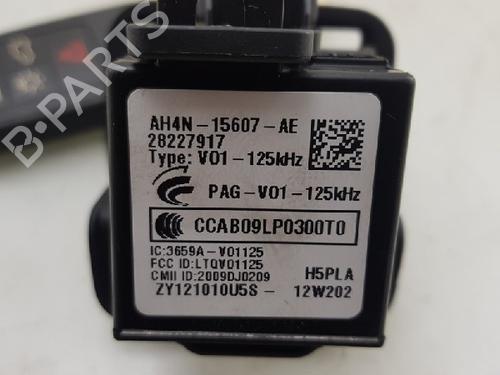 AH4N-15607-AE
28227917
Type: V01-125kHz
PAG-V01-125kHz
CCAB09LP0300T0
IC:3659A-V01125
FCC ID:LTQV01125
CMII ID:2009DJ0209
H5PLA
ZY121010U5S- 12W202